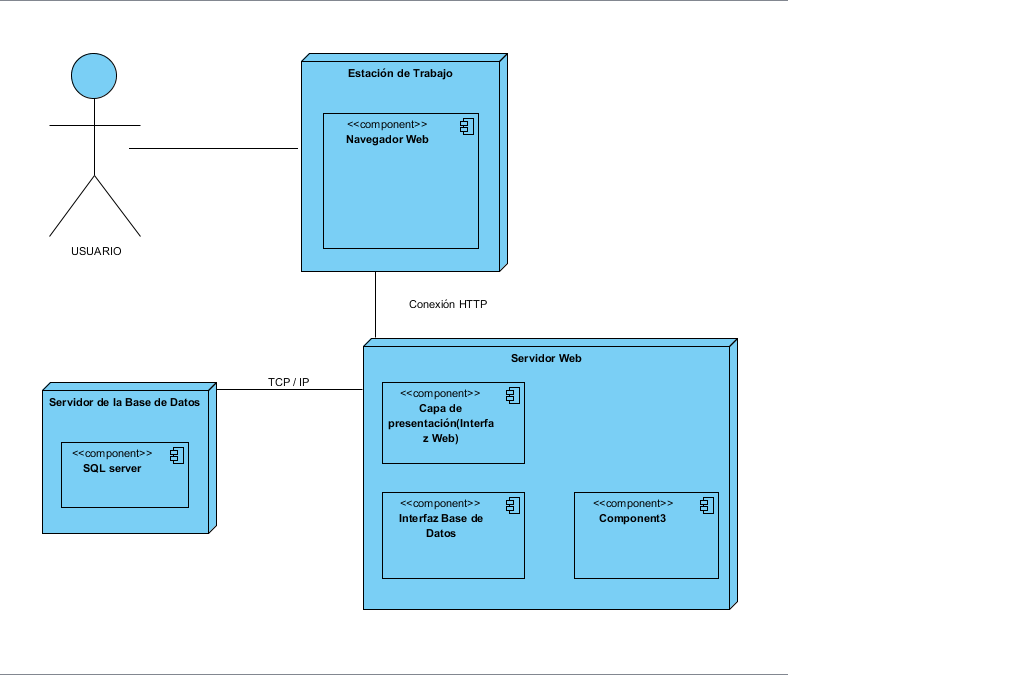 Estación de Trabajo
<<component>>
Navegador Web
USUARIO
Conexión HTTP
Servidor Web
TCP / IP
<<component>>
Capa de
presentación(Interfa
z Web)
Servidor de la Base de Datos
<<component>>
SQL server
<<component>>
Interfaz Base de
Datos
<<component>>
Component3